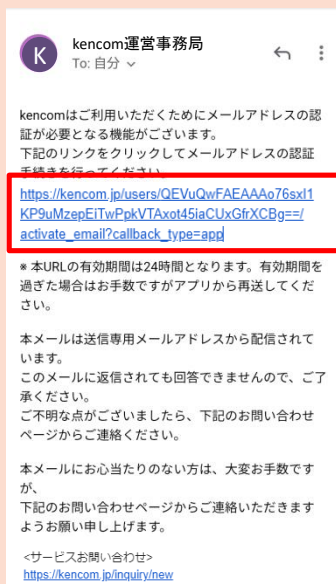 K
kencom運営事務局
To: 自分
kencomはご利用いただくためにメールアドレスの認
証が必要となる機能がございます。
下記のリンクをクリックしてメールアドレスの認証
手続きを行ってください。
https://kencom.jp/users/QEVuQwFAEAAAo76sxl1
KP9uMzepEiTwPpkVTAxot45iaCUxGfrXCBg==/
activate_email?callback_type=app
* 本URLの有効期間は24時間となります。有効期間を
過ぎた場合はお手数ですがアプリから再送してくだ
さい。
本メールは送信専用メールアドレスから配信されて
います。
このメールに返信されても回答できませんので、ご了
承ください。
ご不明な点がございましたら、下記のお問い合わせ
ページからご連絡ください。
本メールにお心当たりのない方は、大変お手数です
が、
下記のお問い合わせページからご連絡いただきます
ようお願い申し上げます。
<サービスお問い合わせ>
https://kencom.jp/inquiry/new